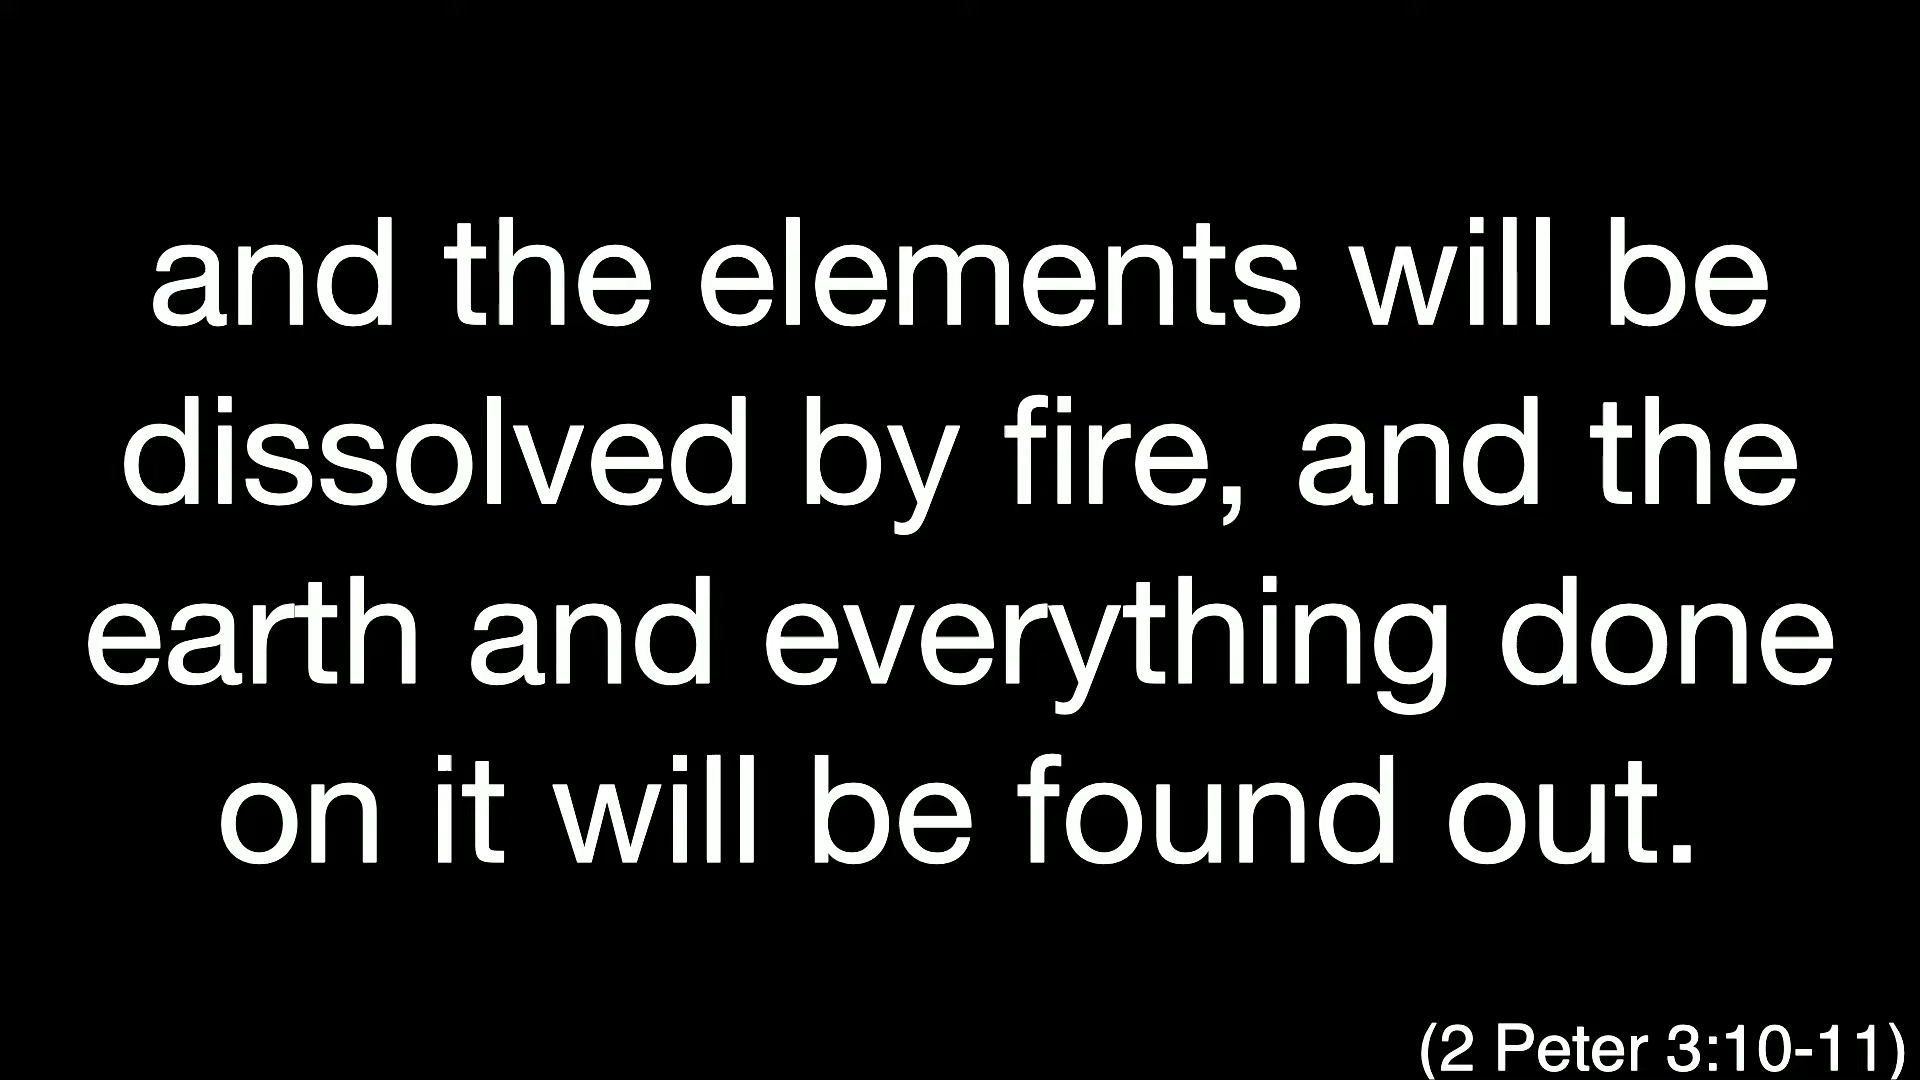 and the elements will be
dissolved by fire, and the
earth and everything done
on it will be found out.
(2 Peter 3:10-11)